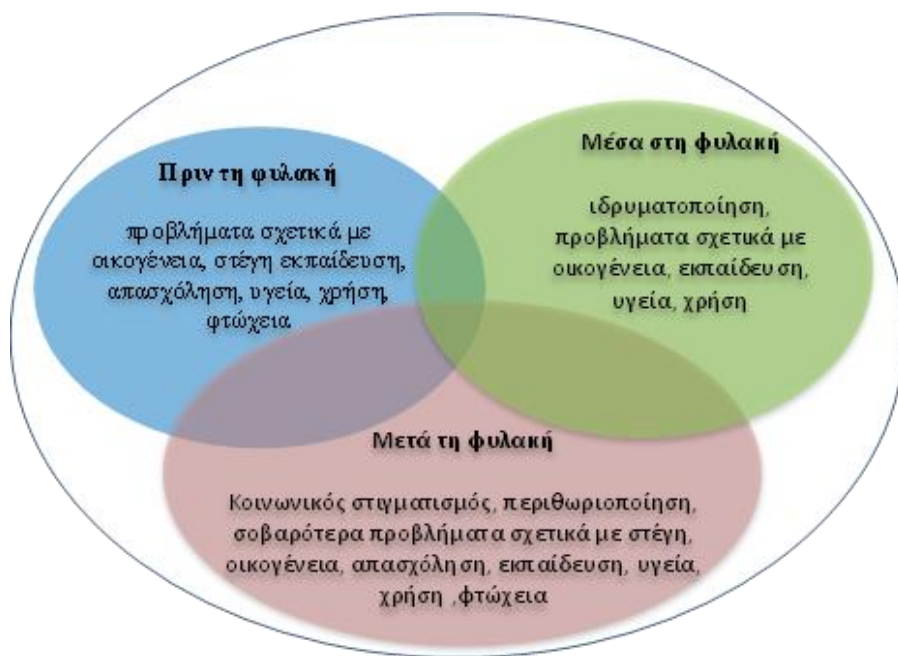 Πριν τη φυλακή
προβλήματα σχετικά με
οικογένεια, στέγη εκπαίδευση,
απασχόληση, υγεία, χρήση,
φτώχεια
Μέσα στη φυλακή
ιδρυματοποίηση,
προβλήματα σχετικά με
οικογένεια, εκπαίδευση,
υγεία, χρήση
Μετά τη φυλακή
Κοινωνικός στιγματισμός, περιθωριοποίηση,
σοβαρότερα προβλήματα σχετικά με στέγη,
οικογένεια, απασχόληση, εκπαίδευση, υγεία,
χρήση ,φτώχεια